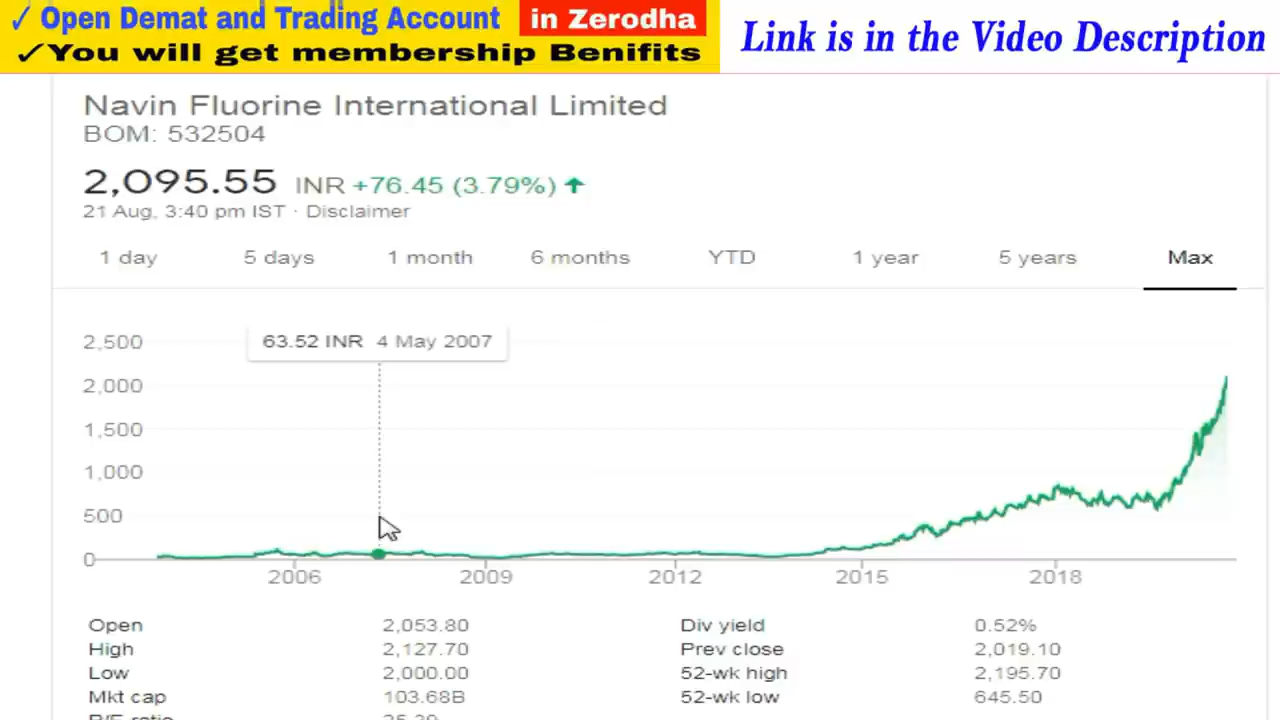 ✓ Open Demat and Trading Account in Zerodha
✓You will get membership Benifits
Link is in the Video Description
Navin Fluorine International Limited
BOM: 532504
2,095.55 INR +76.45 (3.79%) ↑
21 Aug, 3:40 pm IST · Disclaimer
1 day 5 days 1 month 6 months YTD 1 year 5 years Max
63.52 INR 4 May 2007
2,500
2,000
1,500
1,000
500
0
2006 2009 2012 2015 2018
Open 2,053.80 Div yield 0.52%
High 2,127.70 Prev close 2,019.10
Low 2,000.00 52-wk high 2,195.70
Mkt cap 103.68B 52-wk low 645.50
P/E ratio